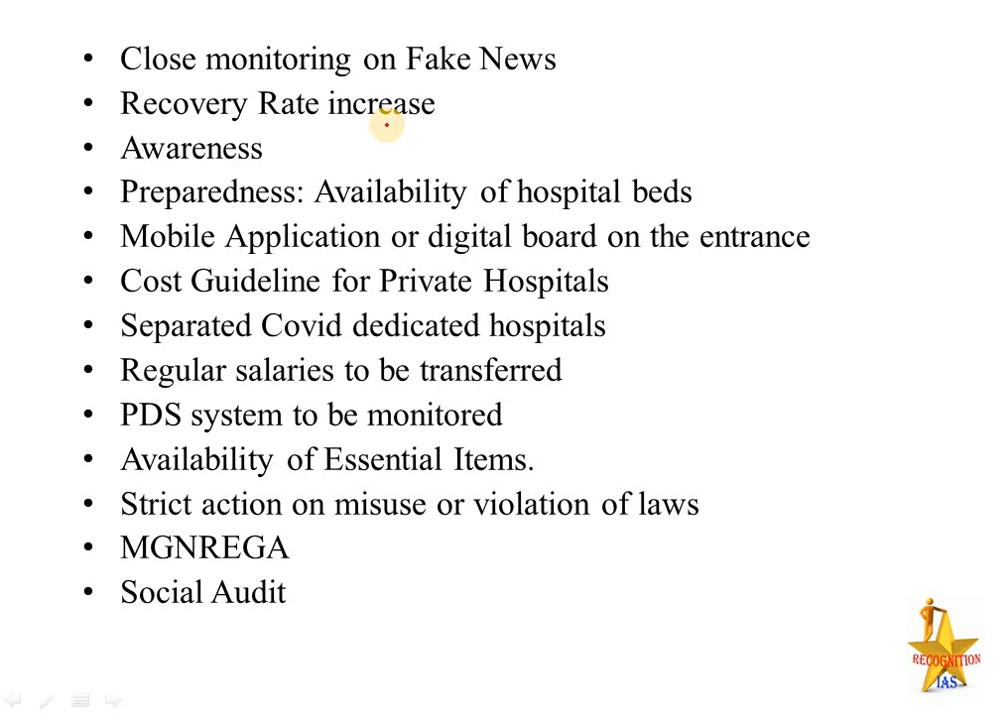 • Close monitoring on Fake News
• Recovery Rate increase
• Awareness
• Preparedness: Availability of hospital beds
• Mobile Application or digital board on the entrance
• Cost Guideline for Private Hospitals
• Separated Covid dedicated hospitals
• Regular salaries to be transferred
• PDS system to be monitored
• Availability of Essential Items.
• Strict action on misuse or violation of laws
• MGNREGA
• Social Audit
RECOGNITION
IAS